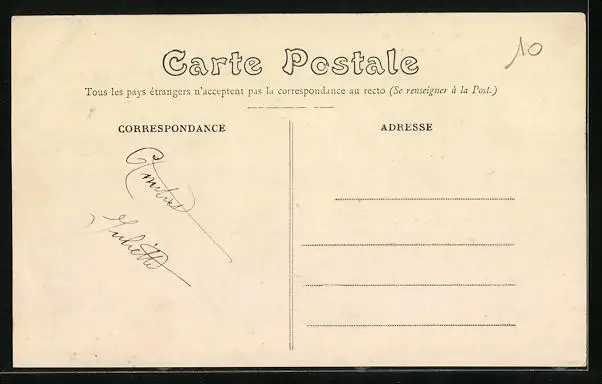 Carte Postale
Tous les pays étrangers n'acceptent pas la correspondance au recto (Se renseigner à la Post.)
CORRESPONDANCE
ADRESSE
10
Juliette